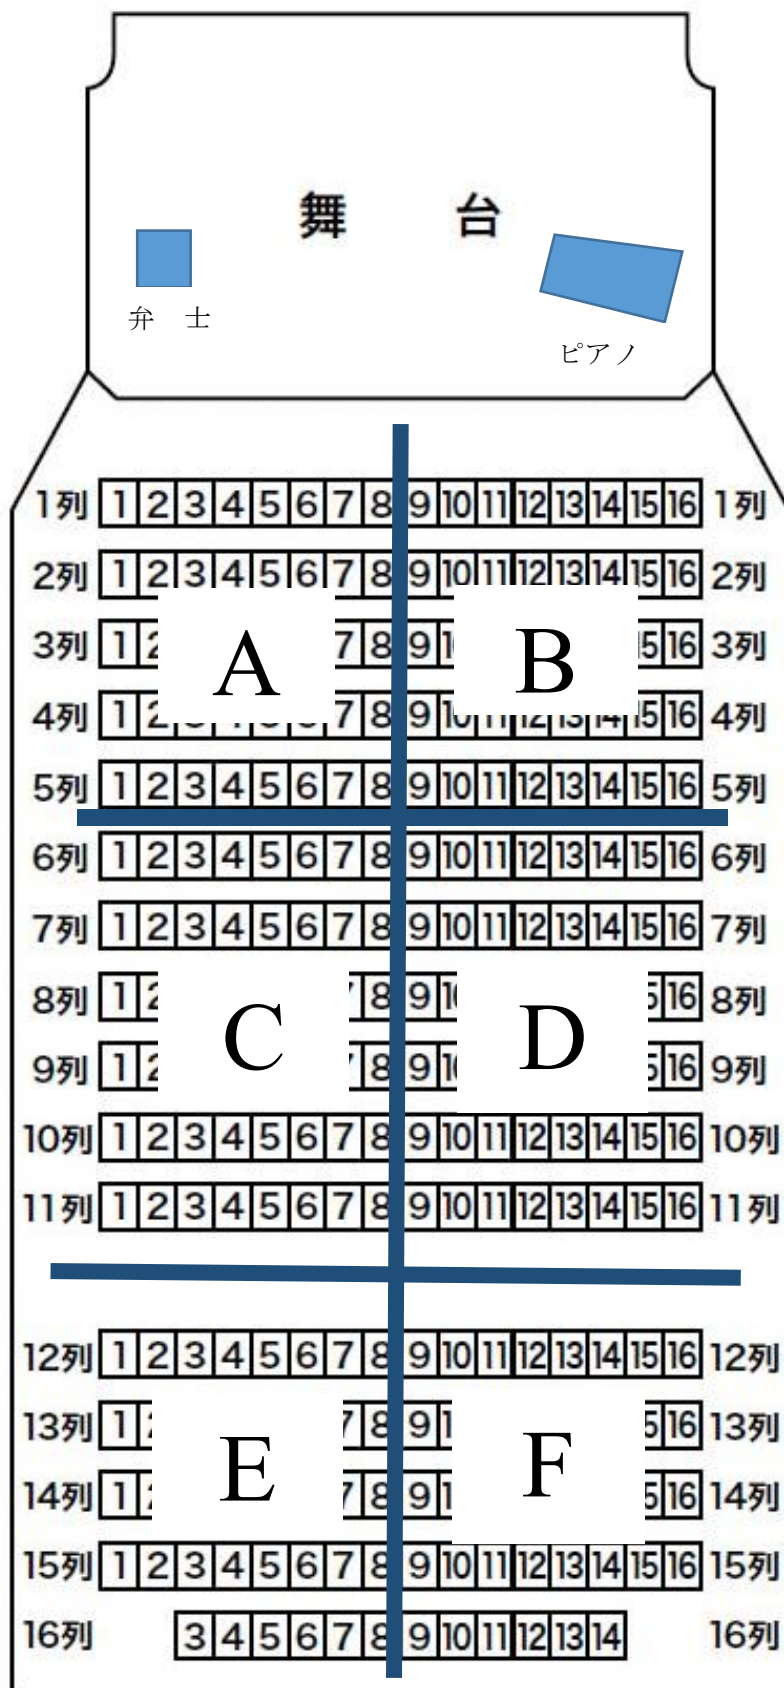 舞 台
弁 士
ピアノ
1列 1 2 3 4 5 6 7 8 9 10 11 12 13 14 15 16 1列
2列 1 2 3 4 5 6 7 8 9 10 11 12 13 14 15 16 2列
3列 1 2 7 8 9 15 16 3列
A B
4列 1 2 7 8 9 10 11 12 13 14 15 16 4列
5列 1 2 3 4 5 6 7 8 9 10 11 12 13 14 15 16 5列
6列 1 2 3 4 5 6 7 8 9 10 11 12 13 14 15 16 6列
7列 1 2 3 4 5 6 7 8 9 10 11 12 13 14 15 16 7列
8列 1 2 8 9 16 8列
C D
9列 1 2 8 9 16 9列
10列 1 2 3 4 5 6 7 8 9 10 11 12 13 14 15 16 10列
11列 1 2 3 4 5 6 7 8 9 10 11 12 13 14 15 16 11列
12列 1 2 3 4 5 6 7 8 9 10 11 12 13 14 15 16 12列
13列 1 7 8 9 16 13列
E F
14列 1 8 9 16 14列
15列 1 2 3 4 5 6 7 8 9 10 11 12 13 14 15 16 15列
16列 3 4 5 6 7 8 9 10 11 12 13 14 16列